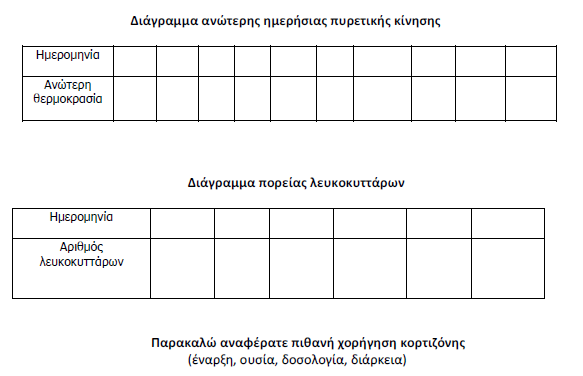 Διάγραμμα ανώτερης ημερήσιας πυρετικής κίνησης
Ημερομηνία
Ανώτερη
θερμοκρασία
Διάγραμμα πορείας λευκοκυττάρων
Ημερομηνία
Αριθμός
λευκοκυττάρων
Παρακαλώ αναφέρατε πιθανή χορήγηση κορτιζόνης
(έναρξη, ουσία, δοσολογία, διάρκεια)